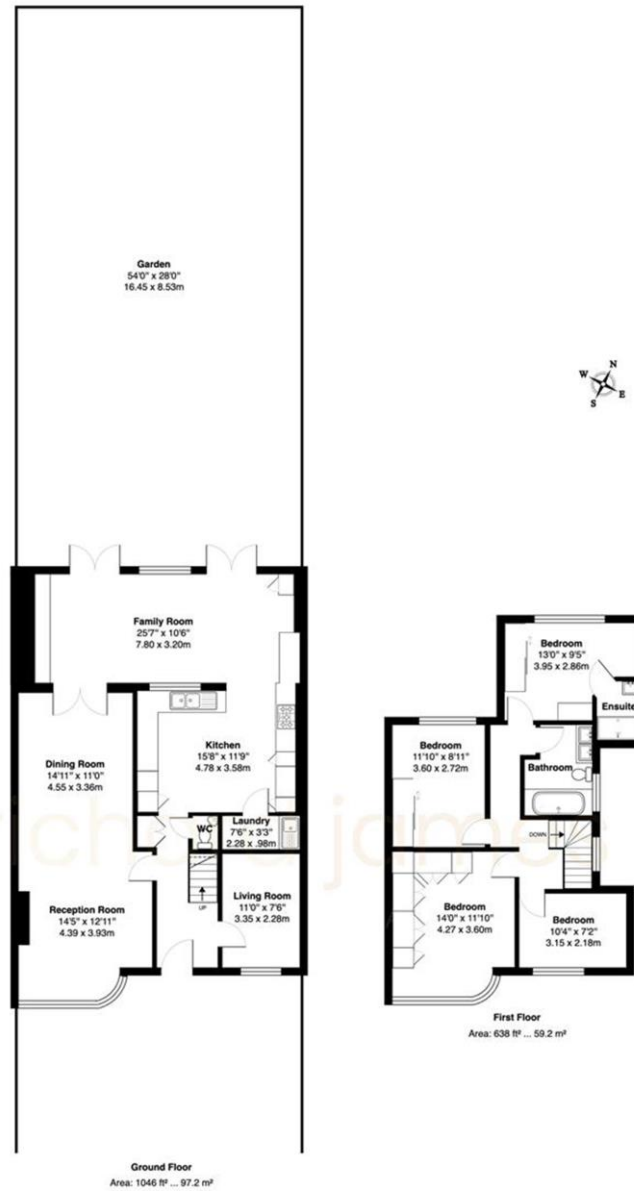 Garden
54'0" x 28'0"
16.45 x 8.53m
N
W
E
S
Family Room
25'7" x 10'6"
7.80 x 3.20m
Kitchen
15'8" x 11'9"
4.78 x 3.58m
Dining Room
14'11" x 11'0"
4.55 x 3.36m
WC
Laundry
7'6" x 3'3"
2.28 x .98m
Living Room
11'0" x 7'6"
3.35 x 2.28m
UP
Reception Room
14'5" x 12'11"
4.39 x 3.93m
Ground Floor
Area: 1046 ft² ... 97.2 m²
Bedroom
13'0" x 9'5"
3.95 x 2.86m
Ensuite
Bedroom
11'10" x 8'11"
3.60 x 2.72m
Bathroom
DOWN
Bedroom
14'0" x 11'10"
4.27 x 3.60m
Bedroom
10'4" x 7'2"
3.15 x 2.18m
First Floor
Area: 638 ft² ... 59.2 m²
richard james